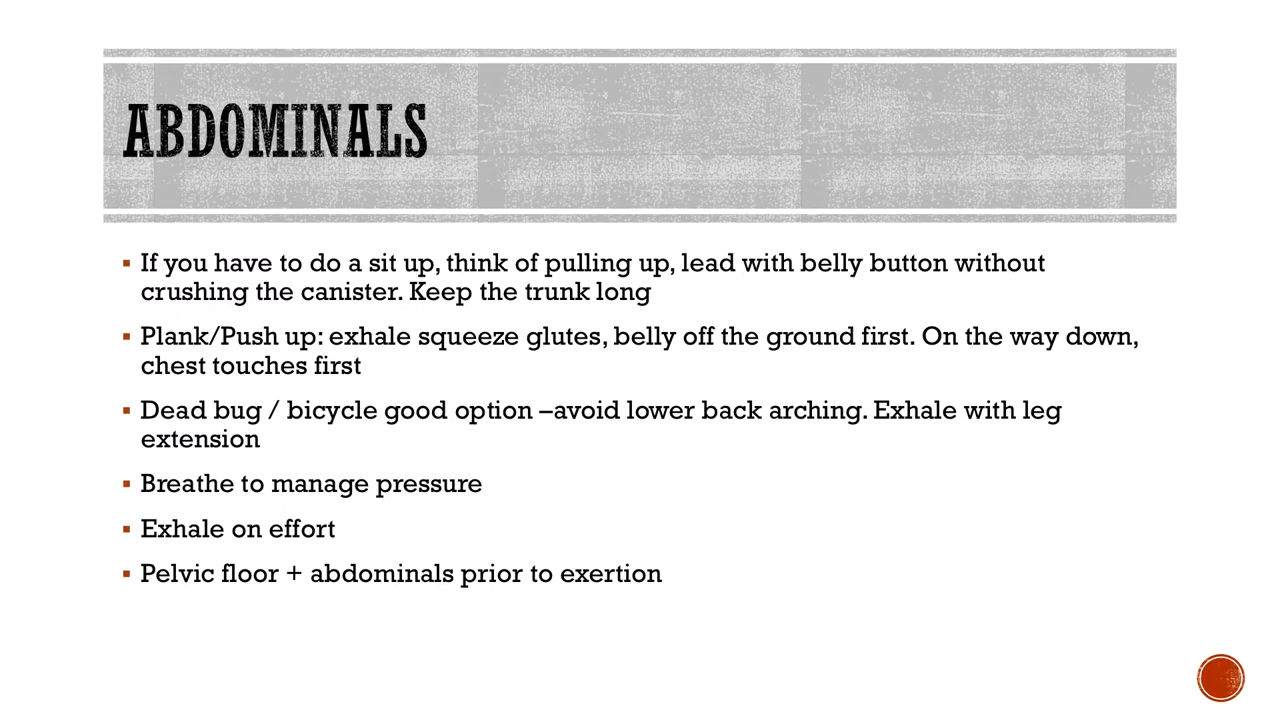 ABDOMINALS
▪ If you have to do a sit up, think of pulling up, lead with belly button without
crushing the canister. Keep the trunk long
▪ Plank/Push up: exhale squeeze glutes, belly off the ground first. On the way down,
chest touches first
▪ Dead bug / bicycle good option –avoid lower back arching. Exhale with leg
extension
▪ Breathe to manage pressure
▪ Exhale on effort
▪ Pelvic floor + abdominals prior to exertion